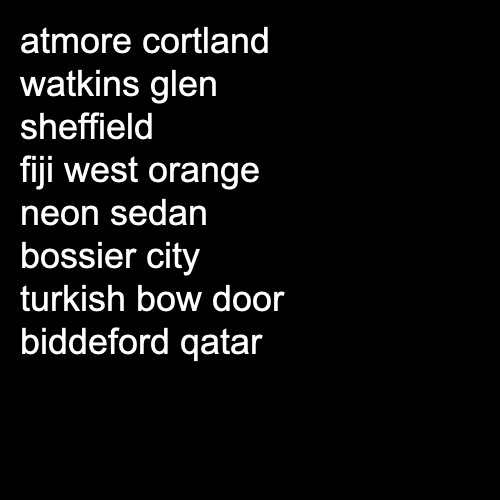 atmore cortland
watkins glen
sheffield
fiji west orange
neon sedan
bossier city
turkish bow door
biddeford qatar